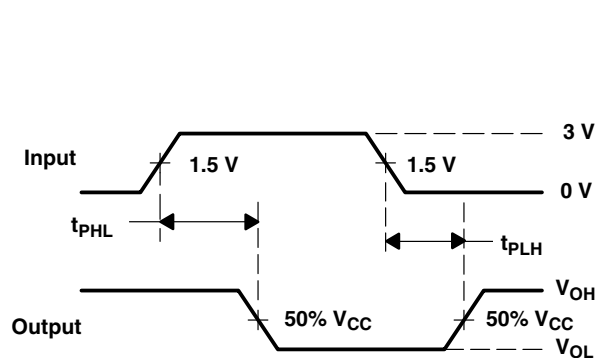 3 V
Input
1.5 V
1.5 V
0 V
tPHL
tPLH
VOH
Output
50% VCC
50% VCC
VOL